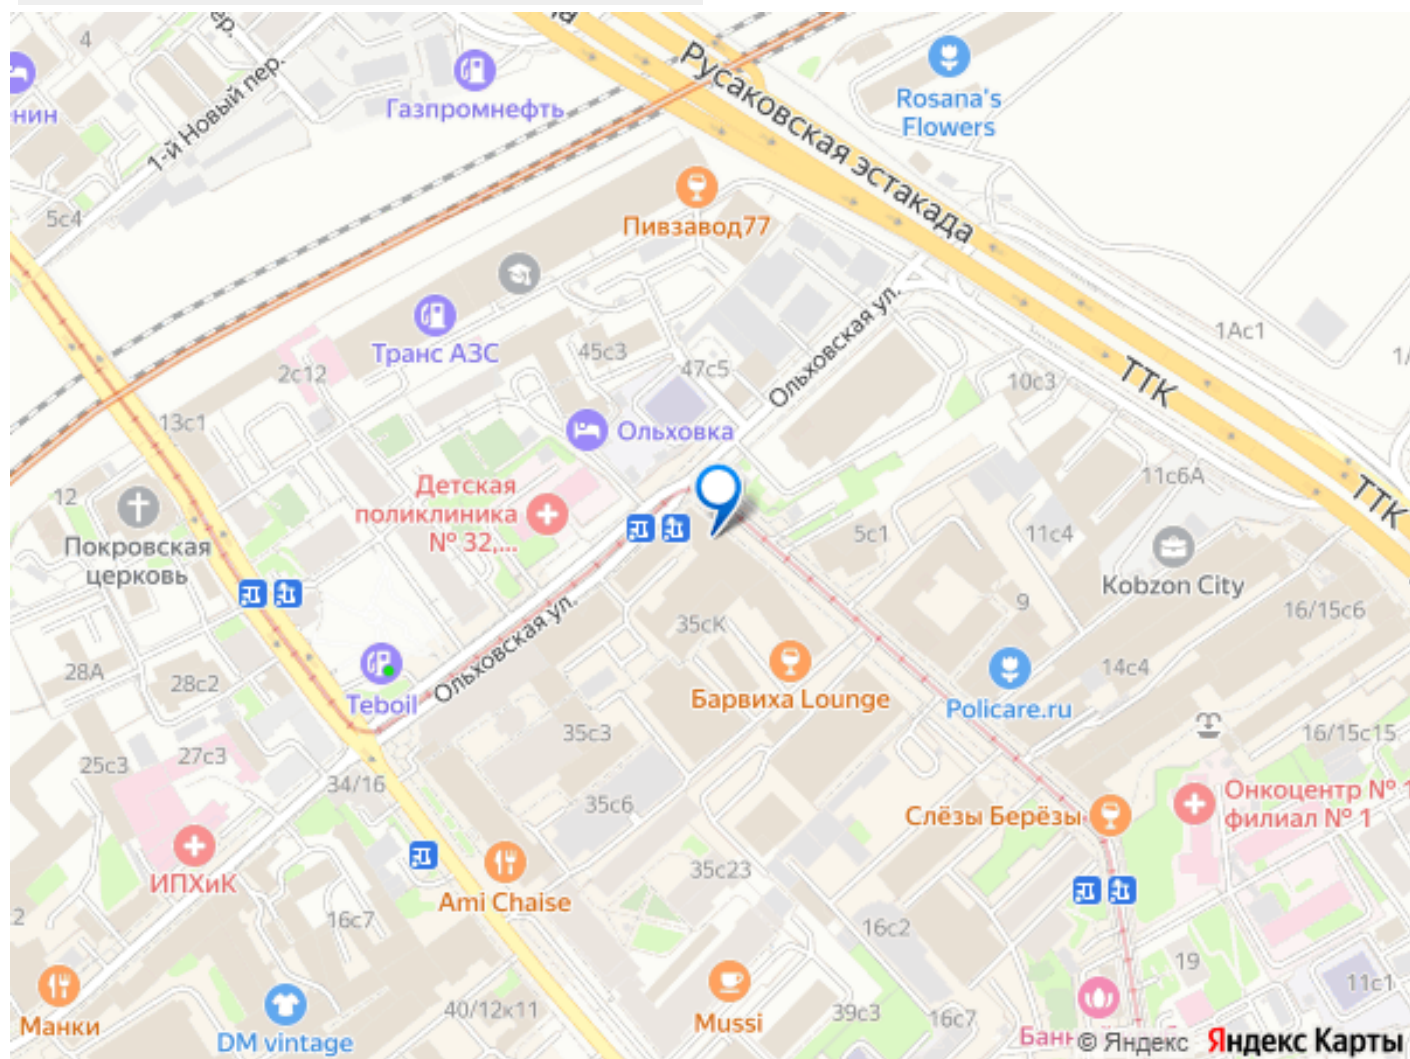 4
1-й Новый пер.
Газпромнефть
Русаковская эстакада
Rosana's
Flowers
5с4
Пивзавод77
Транс АЗС
45с3
47с5
2с12
13с1
Ольховская ул.
1Ас1
10с3
ТТК
Ольховка
12
Детская
поликлиника
№ 32,...
Покровская
церковь
11с6А
ТТК
5с1
11с4
Kobzon City
9
16/15с6
35сК
Ольховская ул.
28А
28с2
Teboil
Барвиха Lounge
14с4
Policare.ru
35с3
16/15с15
27с3
25с3
34/16
35с6
Слёзы Берёзы
Онкоцентр № 1
филиал № 1
ИПХиК
Ami Chaise
35с23
16с7
16с2
19
11с1
Манки
DM vintage
40/12к11
Mussi
39с3
16с7
© Яндекс Яндекс Карты